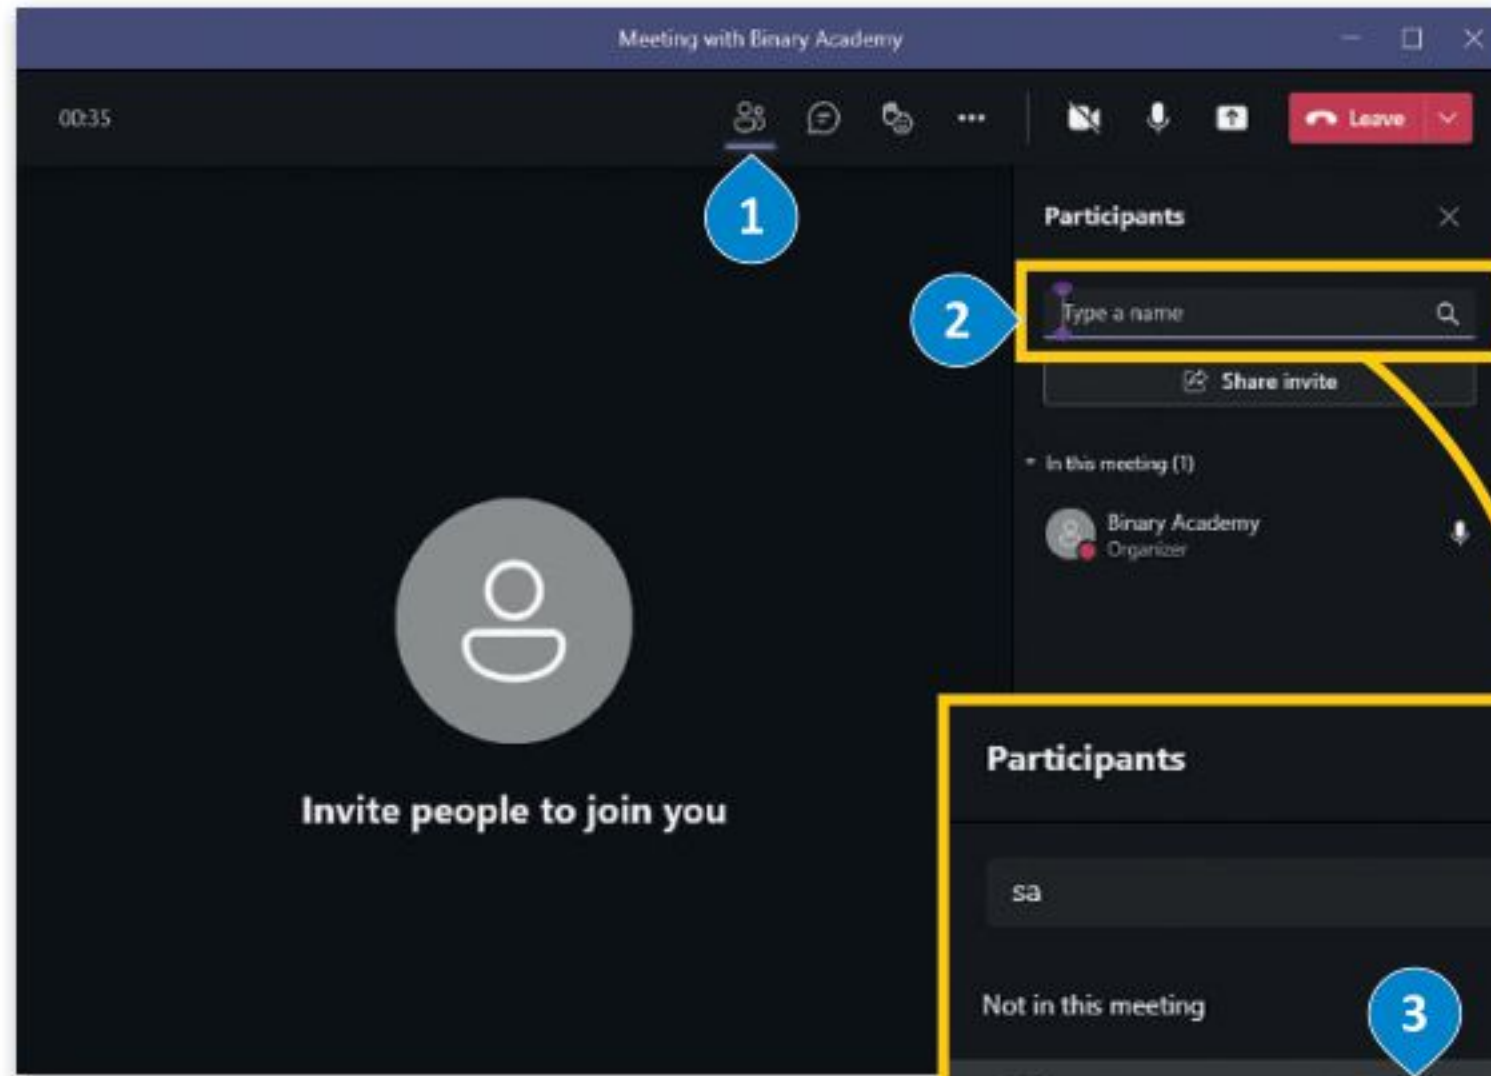 Meeting with Binary Academy
00:35
Leave
1
Participants
2
Type a name
Share invite
In this meeting (1)
Binary Academy
Organizer
Invite people to join you
Participants
sa
Not in this meeting
3